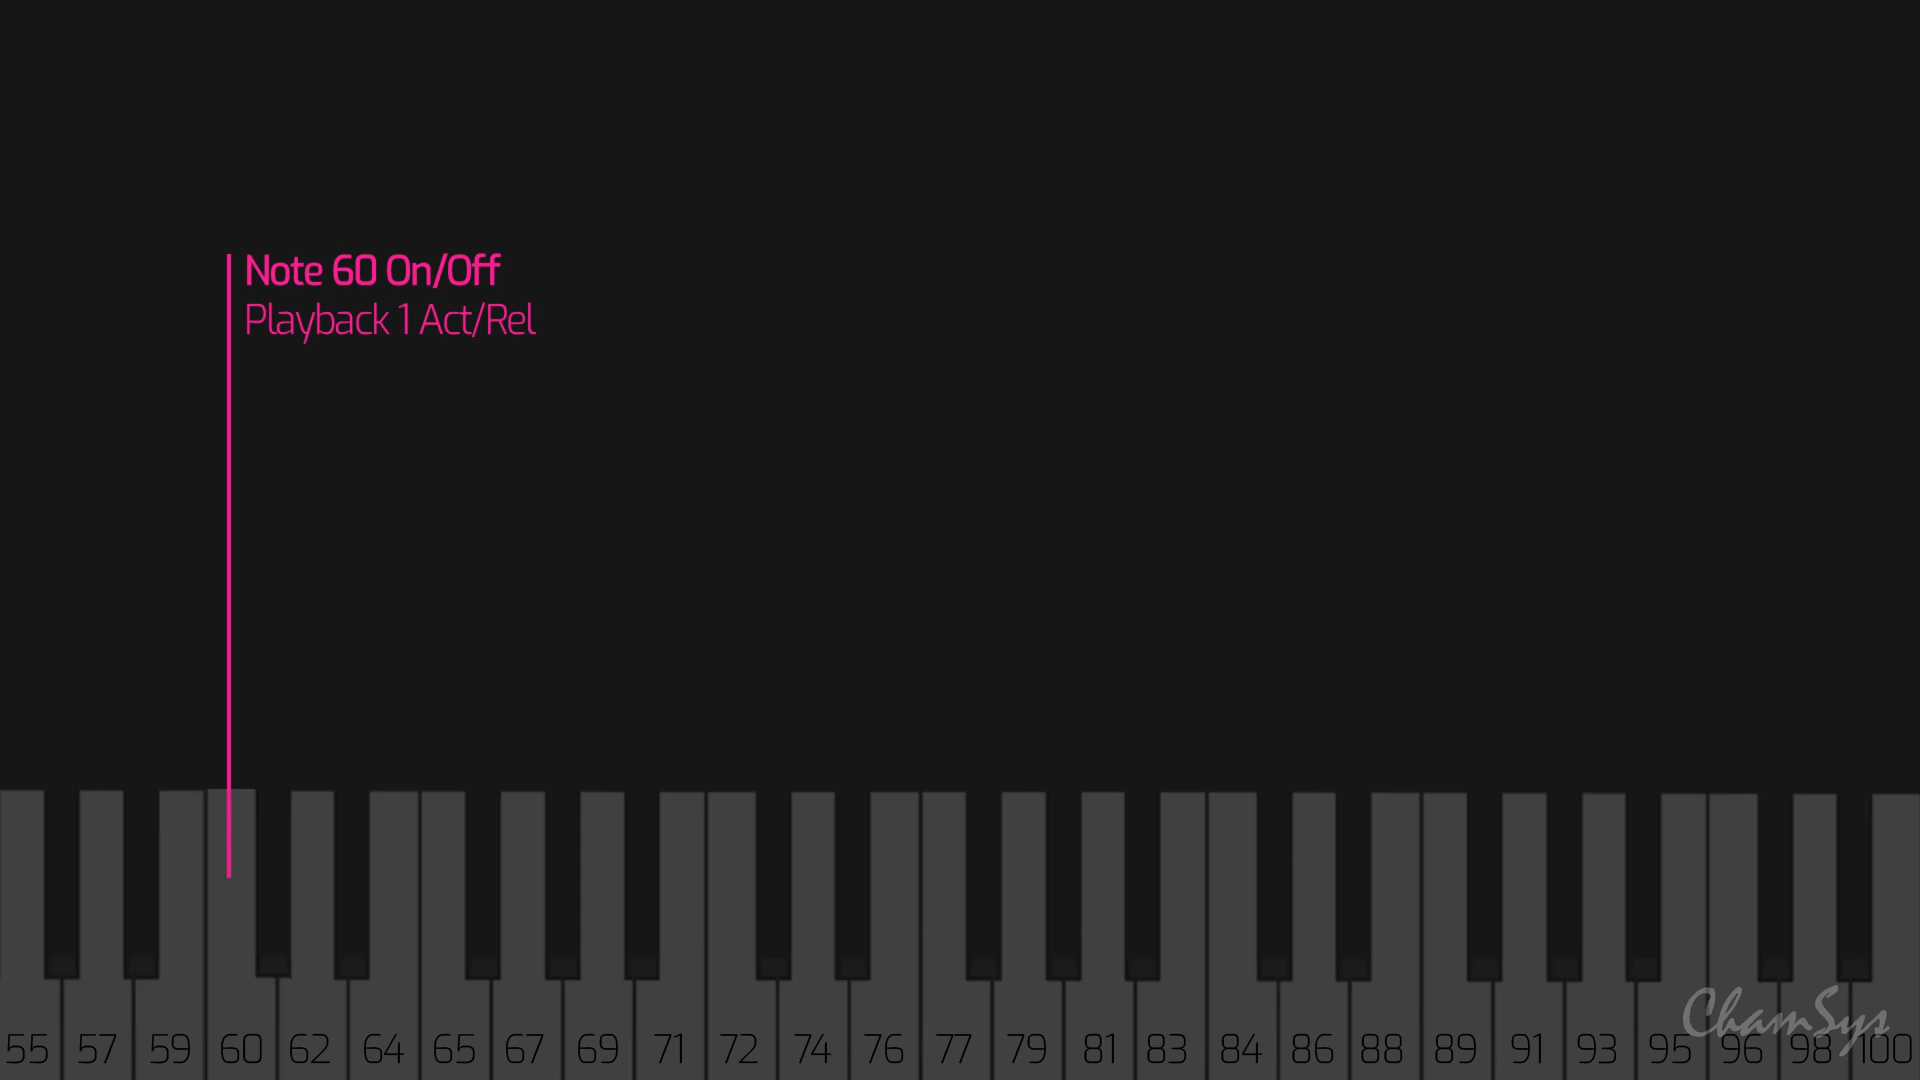 Note 60 On/Off
Playback 1 Act/Rel
ChamSys
55 57 59 60 62 64 65 67 69 71 72 74 76 77 79 81 83 84 86 88 89 91 93 95 96 98 100